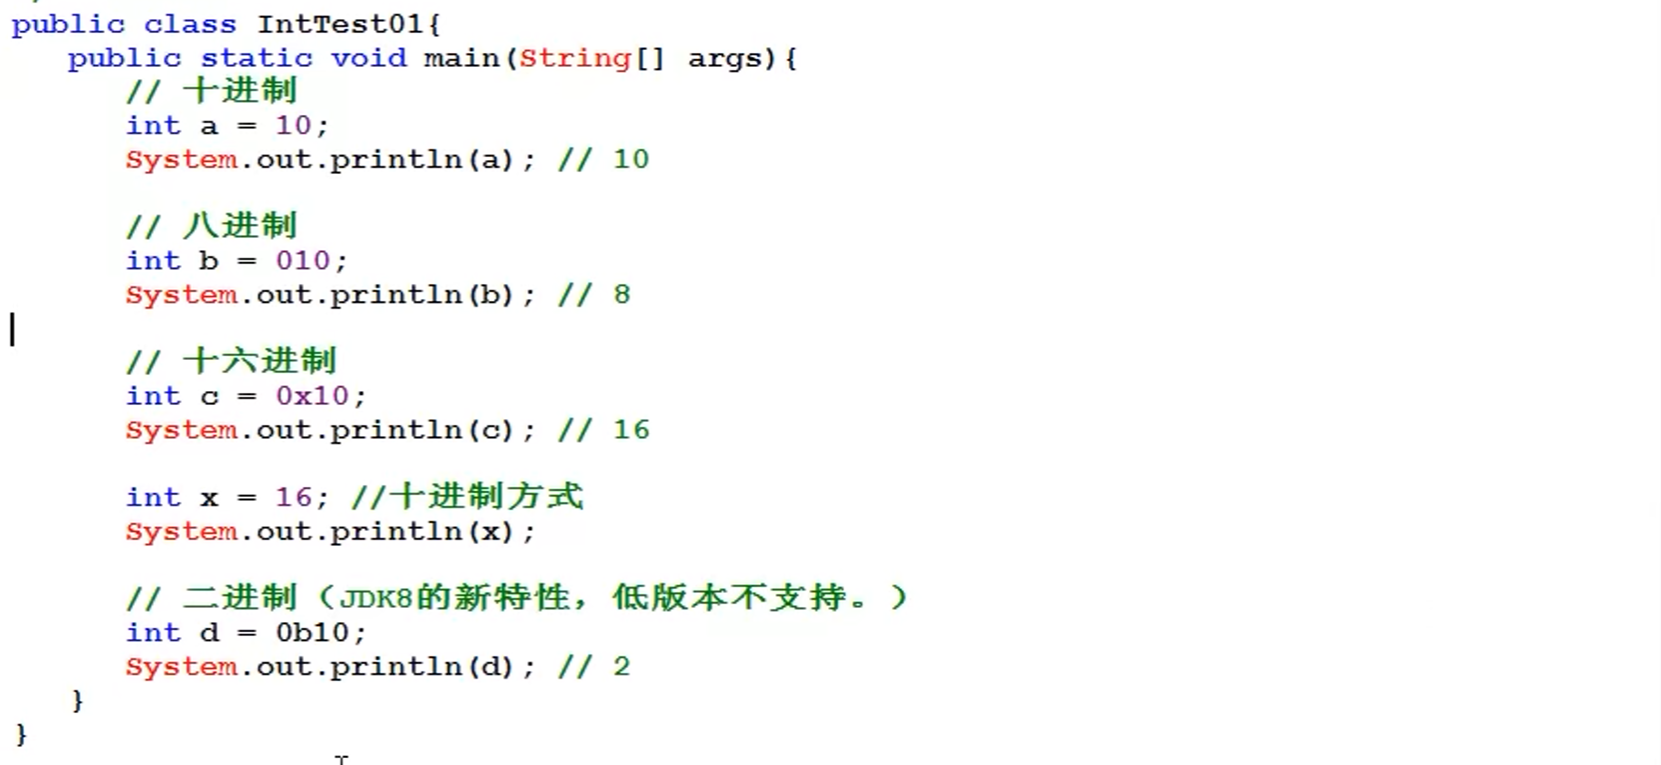 public class IntTest01{
public static void main(String[] args){
// 十进制
int a = 10;
System.out.println(a); // 10
// 八进制
int b = 010;
System.out.println(b); // 8
// 十六进制
int c = 0x10;
System.out.println(c); // 16
int x = 16; //十进制方式
System.out.println(x);
// 二进制（JDK8的新特性，低版本不支持。）
int d = 0b10;
System.out.println(d); // 2
}
}